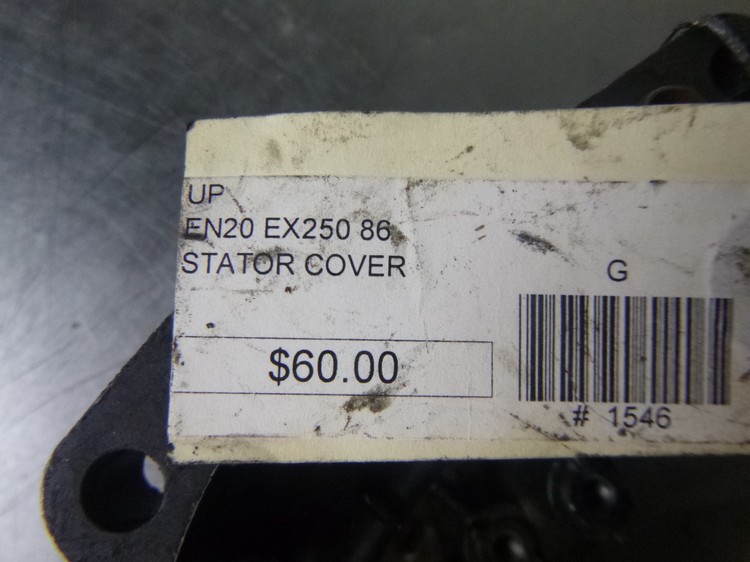 UP
EN20 EX250 86
STATOR COVER
$60.00
G
# 1546